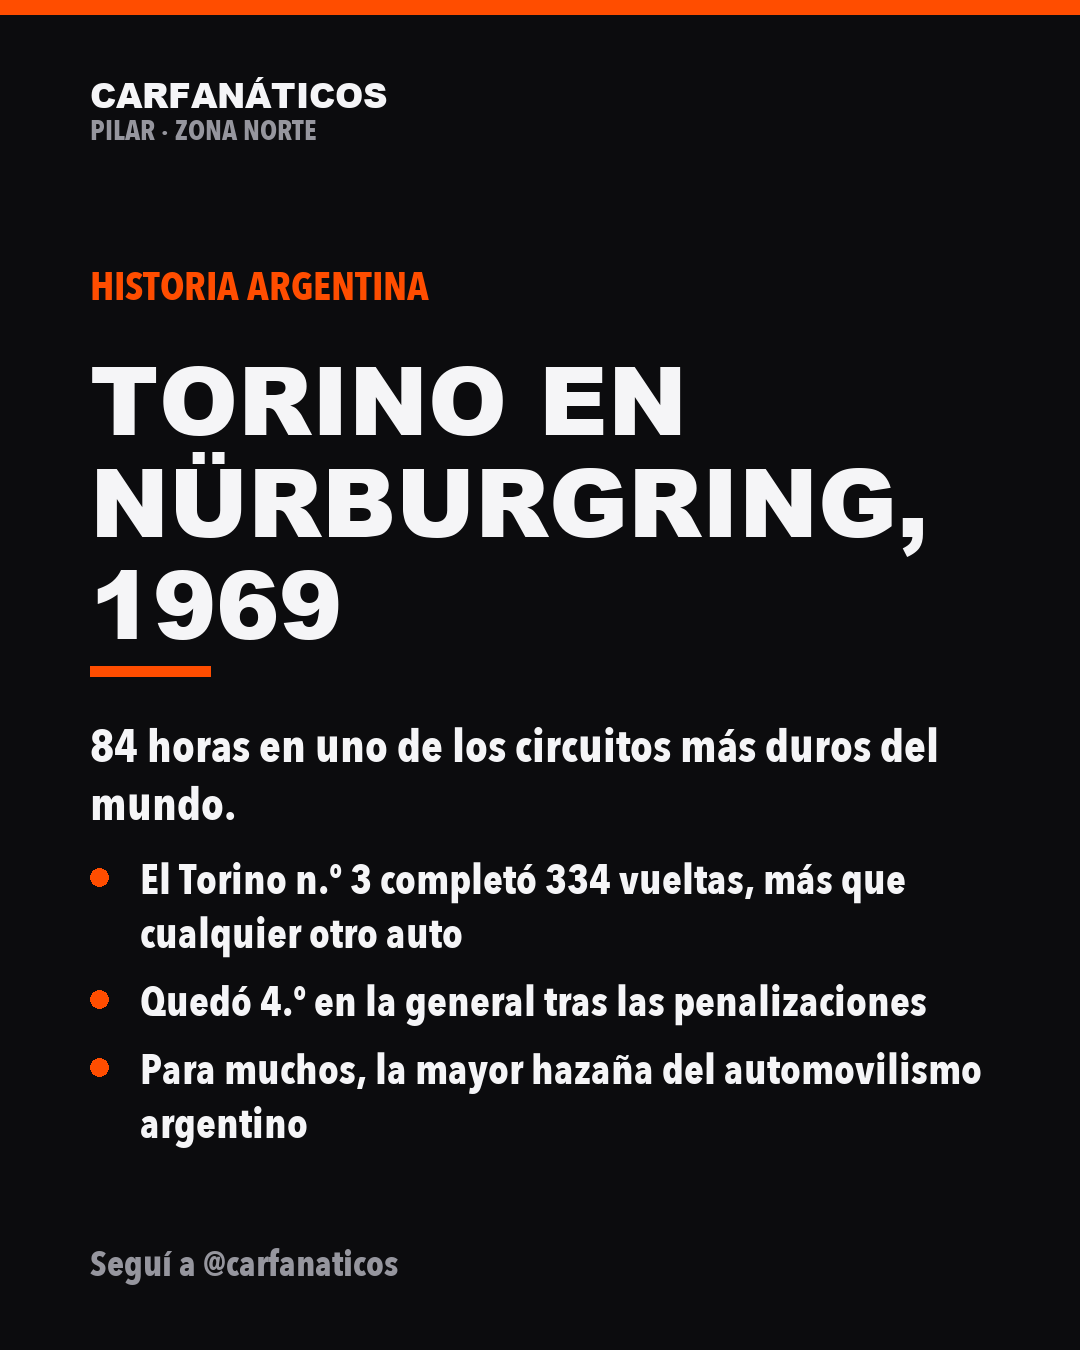 CARFANÁTICOS
PILAR · ZONA NORTE
HISTORIA ARGENTINA
TORINO EN
NÜRBURGRING,
1969
84 horas en uno de los circuitos más duros del
mundo.
El Torino n.º 3 completó 334 vueltas, más que
cualquier otro auto
Quedó 4.º en la general tras las penalizaciones
Para muchos, la mayor hazaña del automovilismo
argentino
Seguí a @carfanaticos